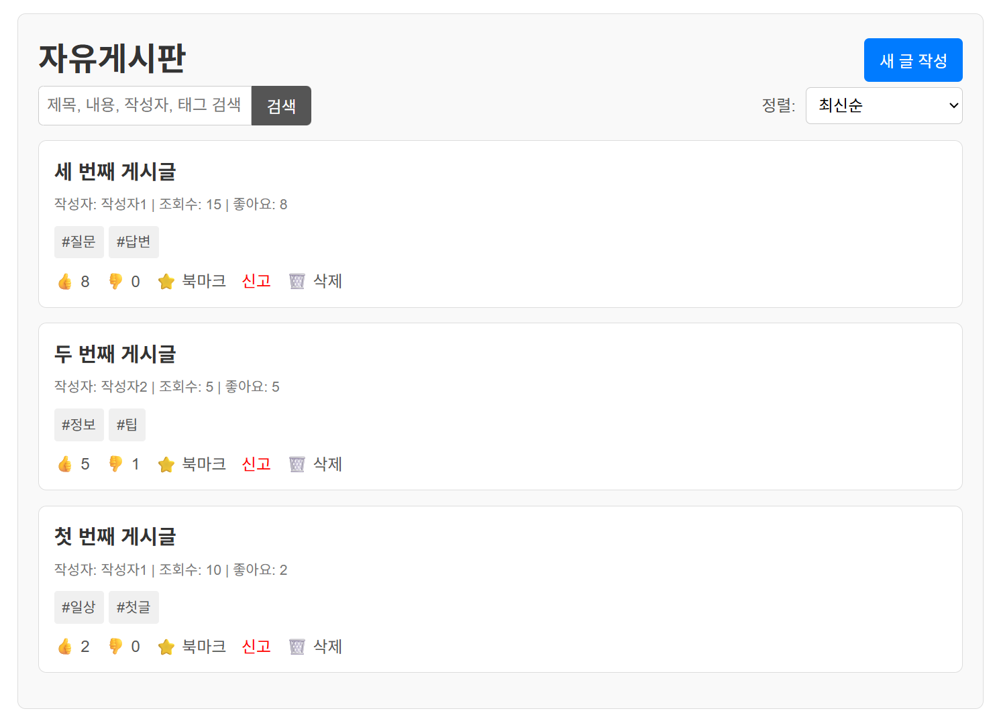 자유게시판
새 글 작성
제목, 내용, 작성자, 태그 검색 검색
정렬: 최신순
세 번째 게시글
작성자: 작성자1 | 조회수: 15 | 좋아요: 8
#질문 #답변
👍 8 👎 0 ⭐ 북마크 신고 🗑️ 삭제
두 번째 게시글
작성자: 작성자2 | 조회수: 5 | 좋아요: 5
#정보 #팁
👍 5 👎 1 ⭐ 북마크 신고 🗑️ 삭제
첫 번째 게시글
작성자: 작성자1 | 조회수: 10 | 좋아요: 2
#일상 #첫글
👍 2 👎 0 ⭐ 북마크 신고 🗑️ 삭제